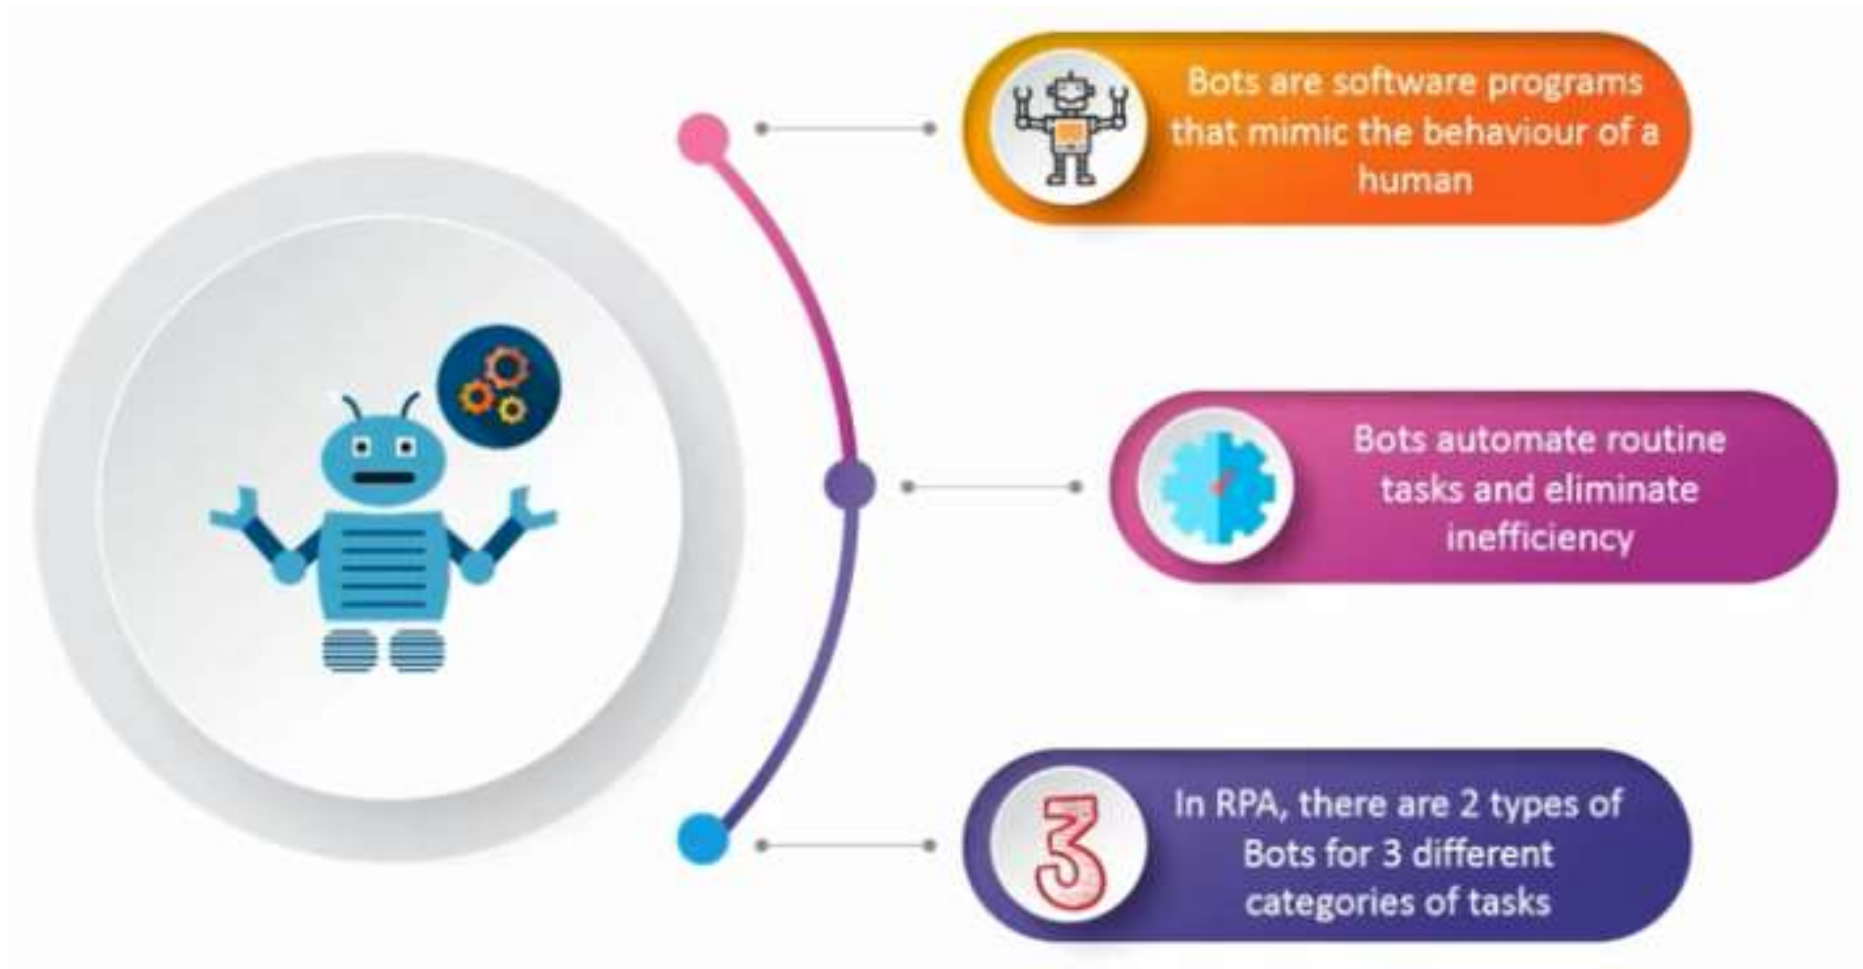 Bots are software programs
that mimic the behaviour of a
human
Bots automate routine
tasks and eliminate
inefficiency
3
In RPA, there are 2 types of
Bots for 3 different
categories of tasks